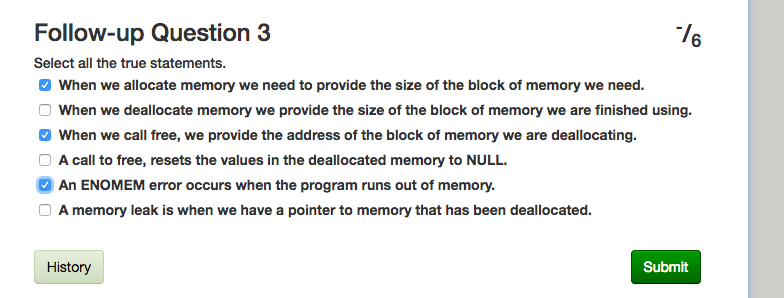 Follow-up Question 3
-/6
Select all the true statements.
When we allocate memory we need to provide the size of the block of memory we need.
When we deallocate memory we provide the size of the block of memory we are finished using.
When we call free, we provide the address of the block of memory we are deallocating.
A call to free, resets the values in the deallocated memory to NULL.
An ENOMEM error occurs when the program runs out of memory.
A memory leak is when we have a pointer to memory that has been deallocated.
History
Submit